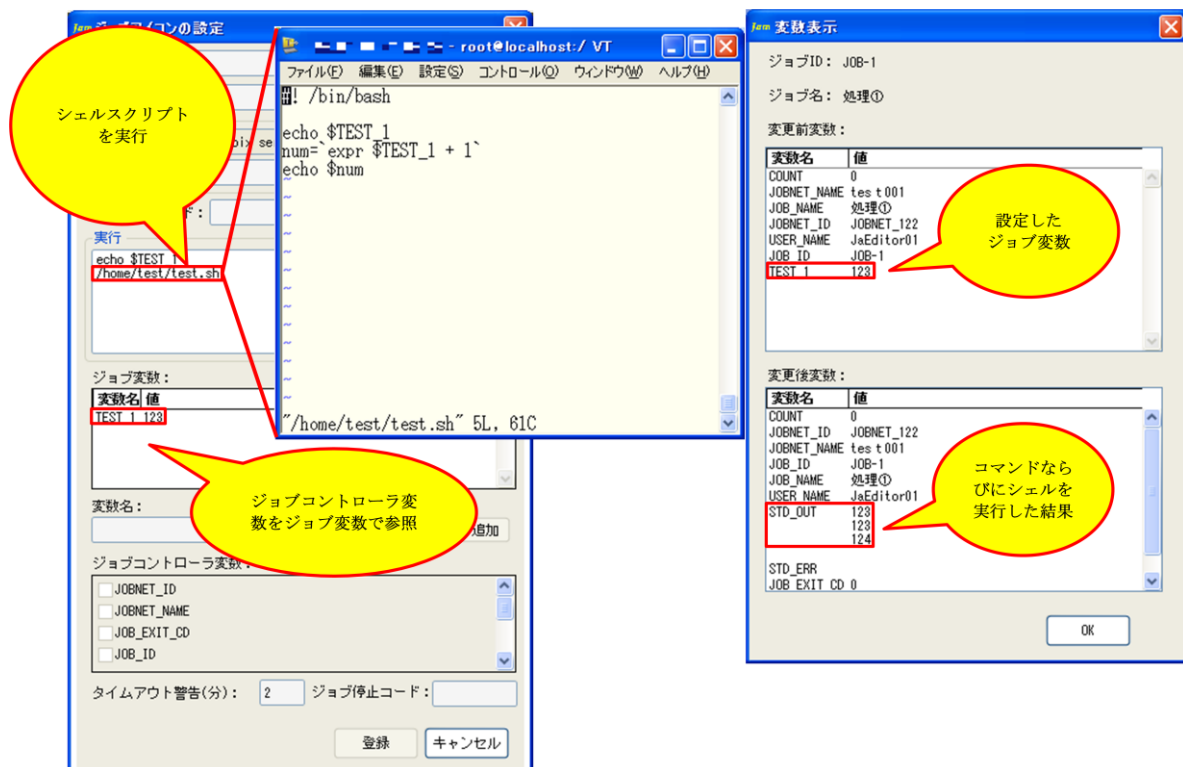 ジョブアイコンの設定
シェルスクリプト
を実行
実行
echo $TEST_1
/home/test/test.sh
ジョブ変数：
変数名 値
TEST_1 123
ジョブコントローラ変
数をジョブ変数で参照
変数名：
追加
ジョブコントローラ変数：
JOBNET_ID
JOBNET_NAME
JOB_EXIT_CD
JOB_ID
タイムアウト警告(分)： 2 ジョブ停止コード：
登録 キャンセル
- root@localhost:/ VT
ファイル(F) 編集(E) 設定(S) コントロール(O) ウィンドウ(W) ヘルプ(H)
#! /bin/bash
echo $TEST_1
num=`expr $TEST_1 + 1`
echo $num
~
~
~
~
~
~
~
~
~
~
~
~
"/home/test/test.sh" 5L, 61C
変数表示
ジョブID： JOB-1
ジョブ名： 処理①
変更前変数：
変数名 値
COUNT 0
JOBNET_NAME test001
JOB_NAME 処理①
JOBNET_ID JOBNET_122
USER_NAME JaEditor01
JOB_ID JOB-1
TEST_1 123
設定した
ジョブ変数
変更後変数：
変数名 値
COUNT 0
JOBNET_ID JOBNET_122
JOBNET_NAME test001
JOB_ID JOB-1
JOB_NAME 処理①
USER_NAME JaEditor01
STD_OUT 123
123
124
STD_ERR
JOB_EXIT_CD 0
コマンドなら
びにシェルを
実行した結果
OK